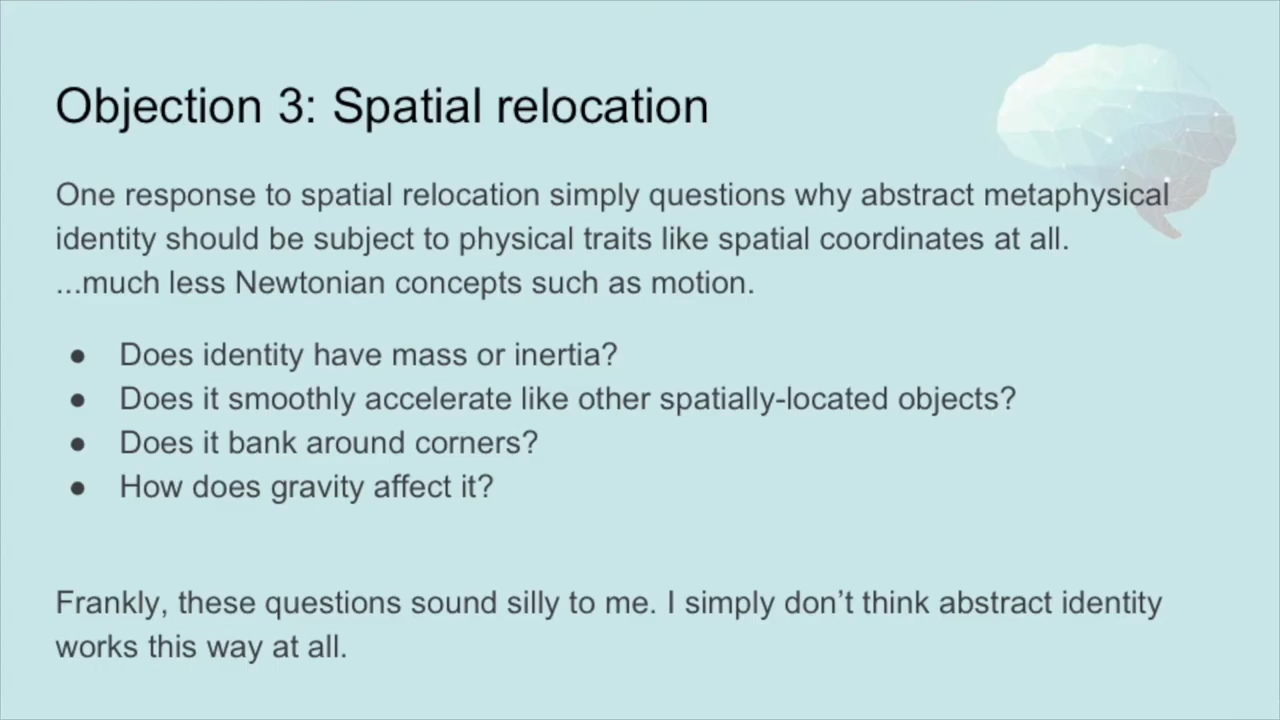 Objection 3: Spatial relocation
One response to spatial relocation simply questions why abstract metaphysical
identity should be subject to physical traits like spatial coordinates at all.
...much less Newtonian concepts such as motion.
● Does identity have mass or inertia?
● Does it smoothly accelerate like other spatially-located objects?
● Does it bank around corners?
● How does gravity affect it?
Frankly, these questions sound silly to me. I simply don’t think abstract identity
works this way at all.